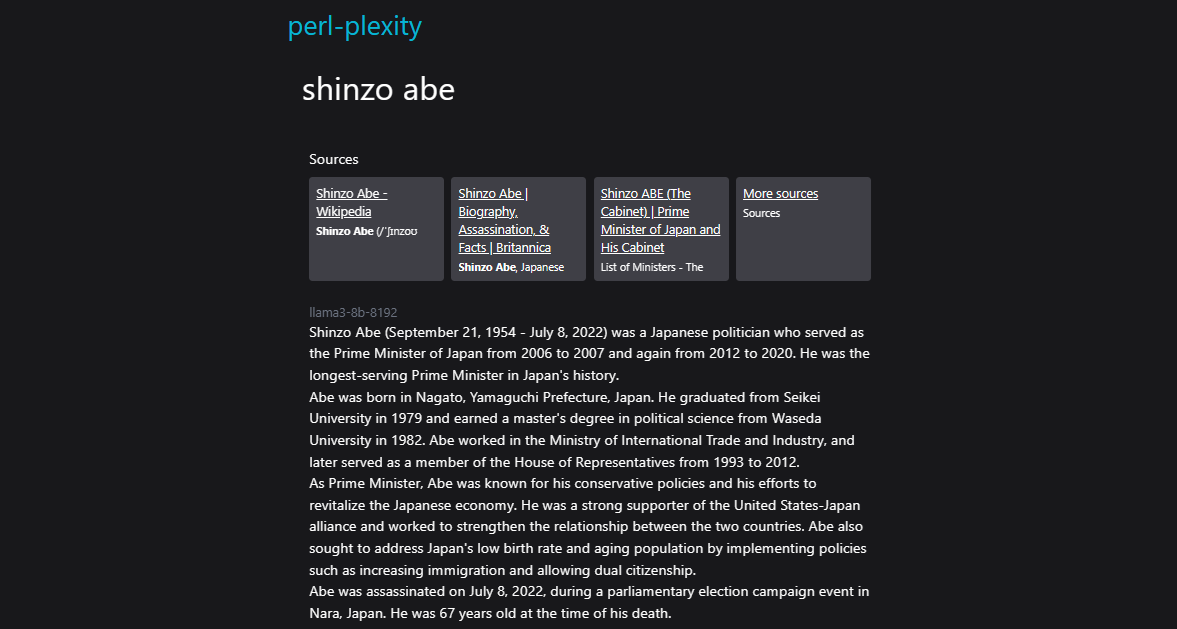 perl-plexity
shinzo abe
Sources
Shinzo Abe -
Wikipedia
Shinzo Abe (/ˈʃɪnzoʊ
Shinzo Abe |
Biography,
Assassination, &
Facts | Britannica
Shinzo Abe, Japanese
Shinzo ABE (The
Cabinet) | Prime
Minister of Japan and
His Cabinet
List of Ministers - The
More sources
Sources
llama3-8b-8192
Shinzo Abe (September 21, 1954 - July 8, 2022) was a Japanese politician who served as
the Prime Minister of Japan from 2006 to 2007 and again from 2012 to 2020. He was the
longest-serving Prime Minister in Japan's history.
Abe was born in Nagato, Yamaguchi Prefecture, Japan. He graduated from Seikei
University in 1979 and earned a master's degree in political science from Waseda
University in 1982. Abe worked in the Ministry of International Trade and Industry, and
later served as a member of the House of Representatives from 1993 to 2012.
As Prime Minister, Abe was known for his conservative policies and his efforts to
revitalize the Japanese economy. He was a strong supporter of the United States-Japan
alliance and worked to strengthen the relationship between the two countries. Abe also
sought to address Japan's low birth rate and aging population by implementing policies
such as increasing immigration and allowing dual citizenship.
Abe was assassinated on July 8, 2022, during a parliamentary election campaign event in
Nara, Japan. He was 67 years old at the time of his death.